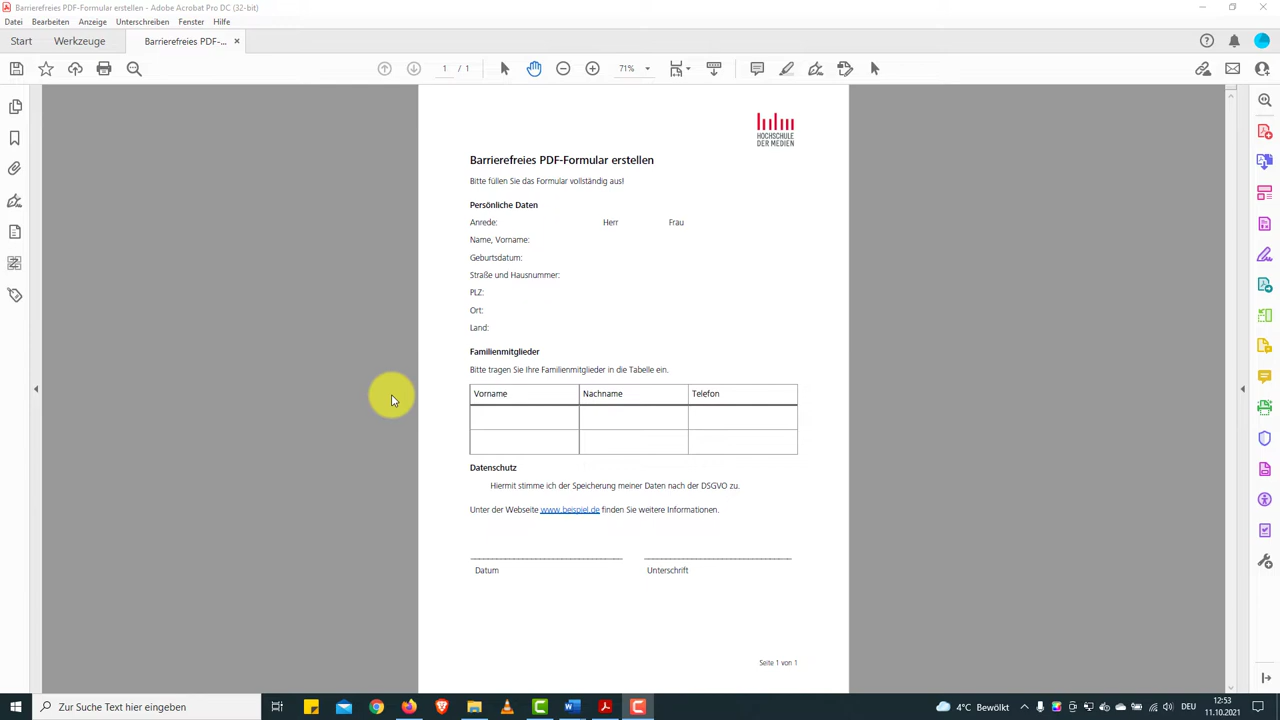 Barrierefreies PDF-Formular erstellen - Adobe Acrobat Pro DC (32-bit)
Datei Bearbeiten Anzeige Unterschreiben Fenster Hilfe
Start Werkzeuge Barrierefreies PDF-... ×
1 / 1 71%
HOCHSCHULE
DER MEDIEN
Barrierefreies PDF-Formular erstellen
Bitte füllen Sie das Formular vollständig aus!
Persönliche Daten
Anrede: Herr Frau
Name, Vorname:
Geburtsdatum:
Straße und Hausnummer:
PLZ:
Ort:
Land:
Familienmitglieder
Bitte tragen Sie Ihre Familienmitglieder in die Tabelle ein.
Vorname Nachname Telefon
Datenschutz
Hiermit stimme ich der Speicherung meiner Daten nach der DSGVO zu.
Unter der Webseite www.beispiel.de finden Sie weitere Informationen.
Datum Unterschrift
Seite 1 von 1
Zur Suche Text hier eingeben
4°C Bewölkt DEU 12:53
11.10.2021